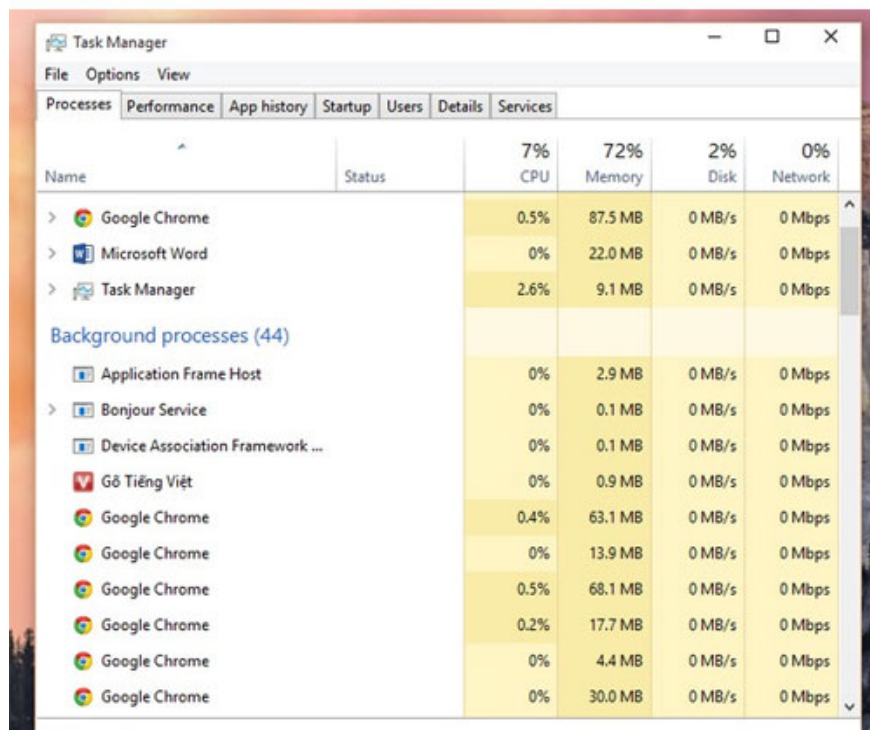 Task Manager
File Options View
Processes Performance App history Startup Users Details Services
7% 72% 2% 0%
Name Status CPU Memory Disk Network
Google Chrome 0.5% 87.5 MB 0 MB/s 0 Mbps
Microsoft Word 0% 22.0 MB 0 MB/s 0 Mbps
Task Manager 2.6% 9.1 MB 0 MB/s 0 Mbps
Background processes (44)
Application Frame Host 0% 2.9 MB 0 MB/s 0 Mbps
Bonjour Service 0% 0.1 MB 0 MB/s 0 Mbps
Device Association Framework ... 0% 0.1 MB 0 MB/s 0 Mbps
Gõ Tiếng Việt 0% 0.9 MB 0 MB/s 0 Mbps
Google Chrome 0.4% 63.1 MB 0 MB/s 0 Mbps
Google Chrome 0% 13.9 MB 0 MB/s 0 Mbps
Google Chrome 0.5% 68.1 MB 0 MB/s 0 Mbps
Google Chrome 0.2% 17.7 MB 0 MB/s 0 Mbps
Google Chrome 0% 4.4 MB 0 MB/s 0 Mbps
Google Chrome 0% 30.0 MB 0 MB/s 0 Mbps